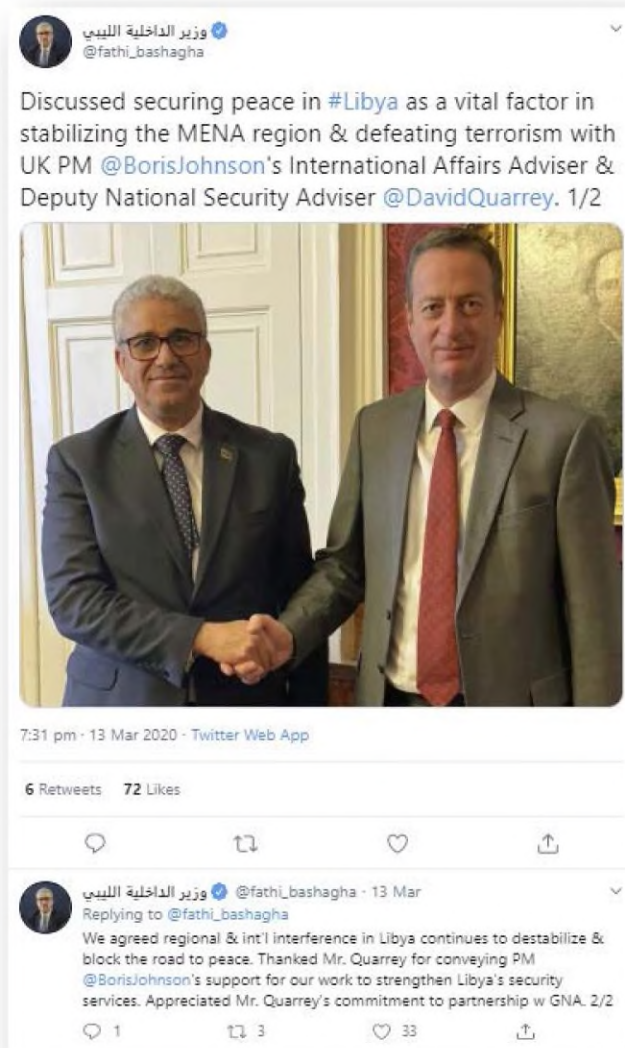 وزير الداخلية الليبي
@fathi_bashagha
Discussed securing peace in #Libya as a vital factor in
stabilizing the MENA region & defeating terrorism with
UK PM @BorisJohnson's International Affairs Adviser &
Deputy National Security Adviser @DavidQuarrey. 1/2
7:31 pm · 13 Mar 2020 · Twitter Web App
6 Retweets 72 Likes
وزير الداخلية الليبي @fathi_bashagha · 13 Mar
Replying to @fathi_bashagha
We agreed regional & int'l interference in Libya continues to destabilize &
block the road to peace. Thanked Mr. Quarrey for conveying PM
@BorisJohnson's support for our work to strengthen Libya's security
services. Appreciated Mr. Quarrey's commitment to partnership w GNA. 2/2
1 3 33